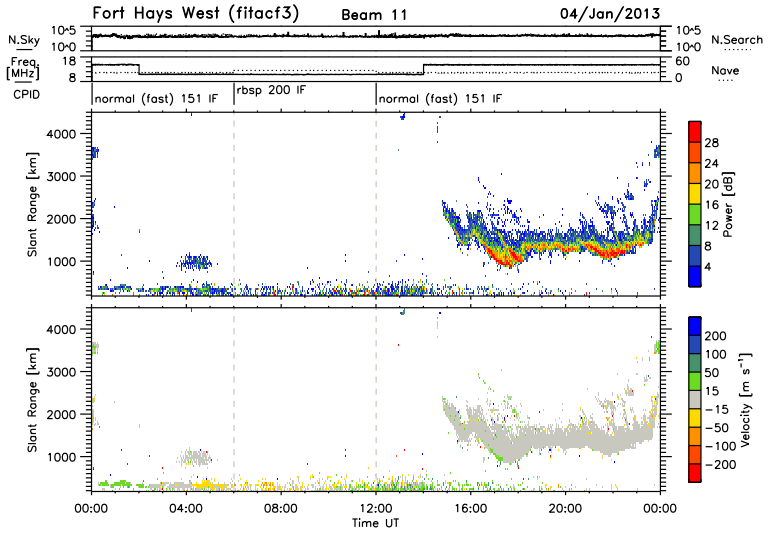 Fort Hays West (fitacf3) Beam 11 04/Jan/2013
N.Sky 10^5 10^0 10^5 10^0 N.Search
Freq. [MHz] 18 8 60 0 Nave
CPID normal (fast) 151 IF rbsp 200 IF normal (fast) 151 IF
Slant Range [km]
4000
3000
2000
1000
Power [dB]
28
24
20
16
12
8
4
Slant Range [km]
4000
3000
2000
1000
Velocity [m s⁻¹]
200
100
50
15
-15
-50
-100
-200
00:00 04:00 08:00 12:00 16:00 20:00 00:00
Time UT